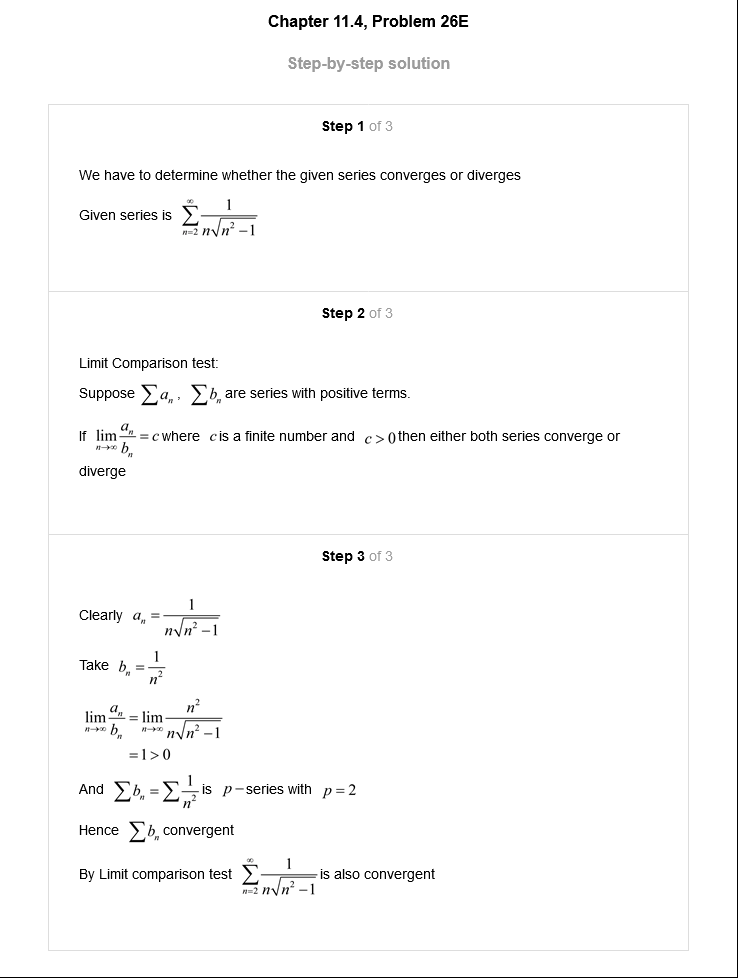 Chapter 11.4, Problem 26E
Step-by-step solution
Step 1 of 3
We have to determine whether the given series converges or diverges
Given series is $\sum_{n=2}^{\infty} \frac{1}{n\sqrt{n^2-1}}$
Step 2 of 3
Limit Comparison test:
Suppose $\sum a_n$, $\sum b_n$ are series with positive terms.
If $\lim_{n\to\infty} \frac{a_n}{b_n} = c$ where $c$ is a finite number and $c > 0$ then either both series converge or
diverge
Step 3 of 3
Clearly $a_n = \frac{1}{n\sqrt{n^2-1}}$
Take $b_n = \frac{1}{n^2}$
$\lim_{n\to\infty} \frac{a_n}{b_n} = \lim_{n\to\infty} \frac{n^2}{n\sqrt{n^2-1}}$
$= 1 > 0$
And $\sum b_n = \sum \frac{1}{n^2}$ is $p-$series with $p = 2$
Hence $\sum b_n$ convergent
By Limit comparison test $\sum_{n=2}^{\infty} \frac{1}{n\sqrt{n^2-1}}$ is also convergent